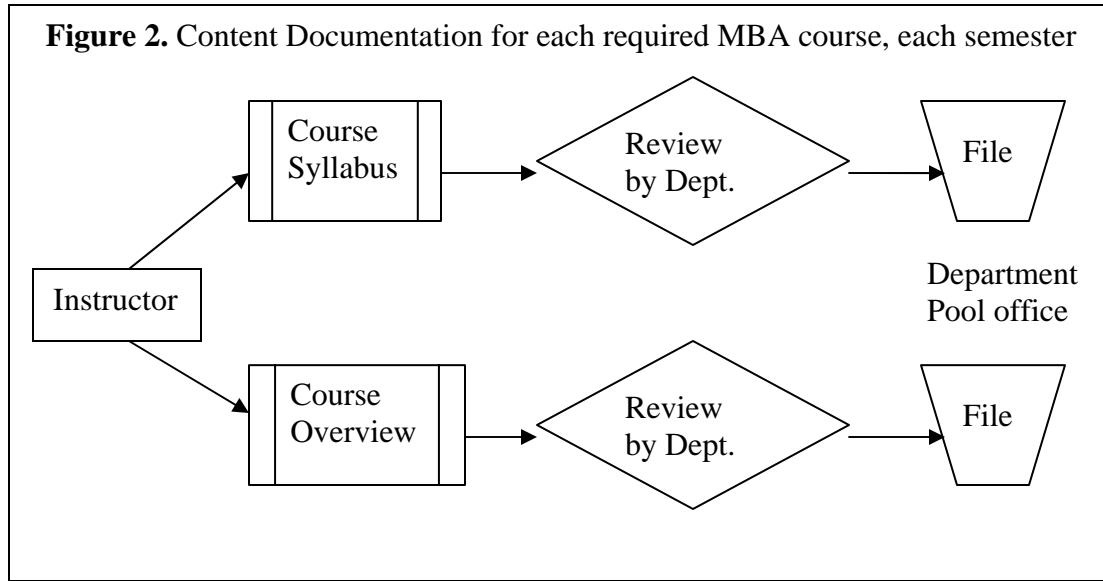 Figure 2. Content Documentation for each required MBA course, each semester
Course
Syllabus
Review
by Dept.
File
Instructor
Department
Pool office
Course
Overview
Review
by Dept.
File